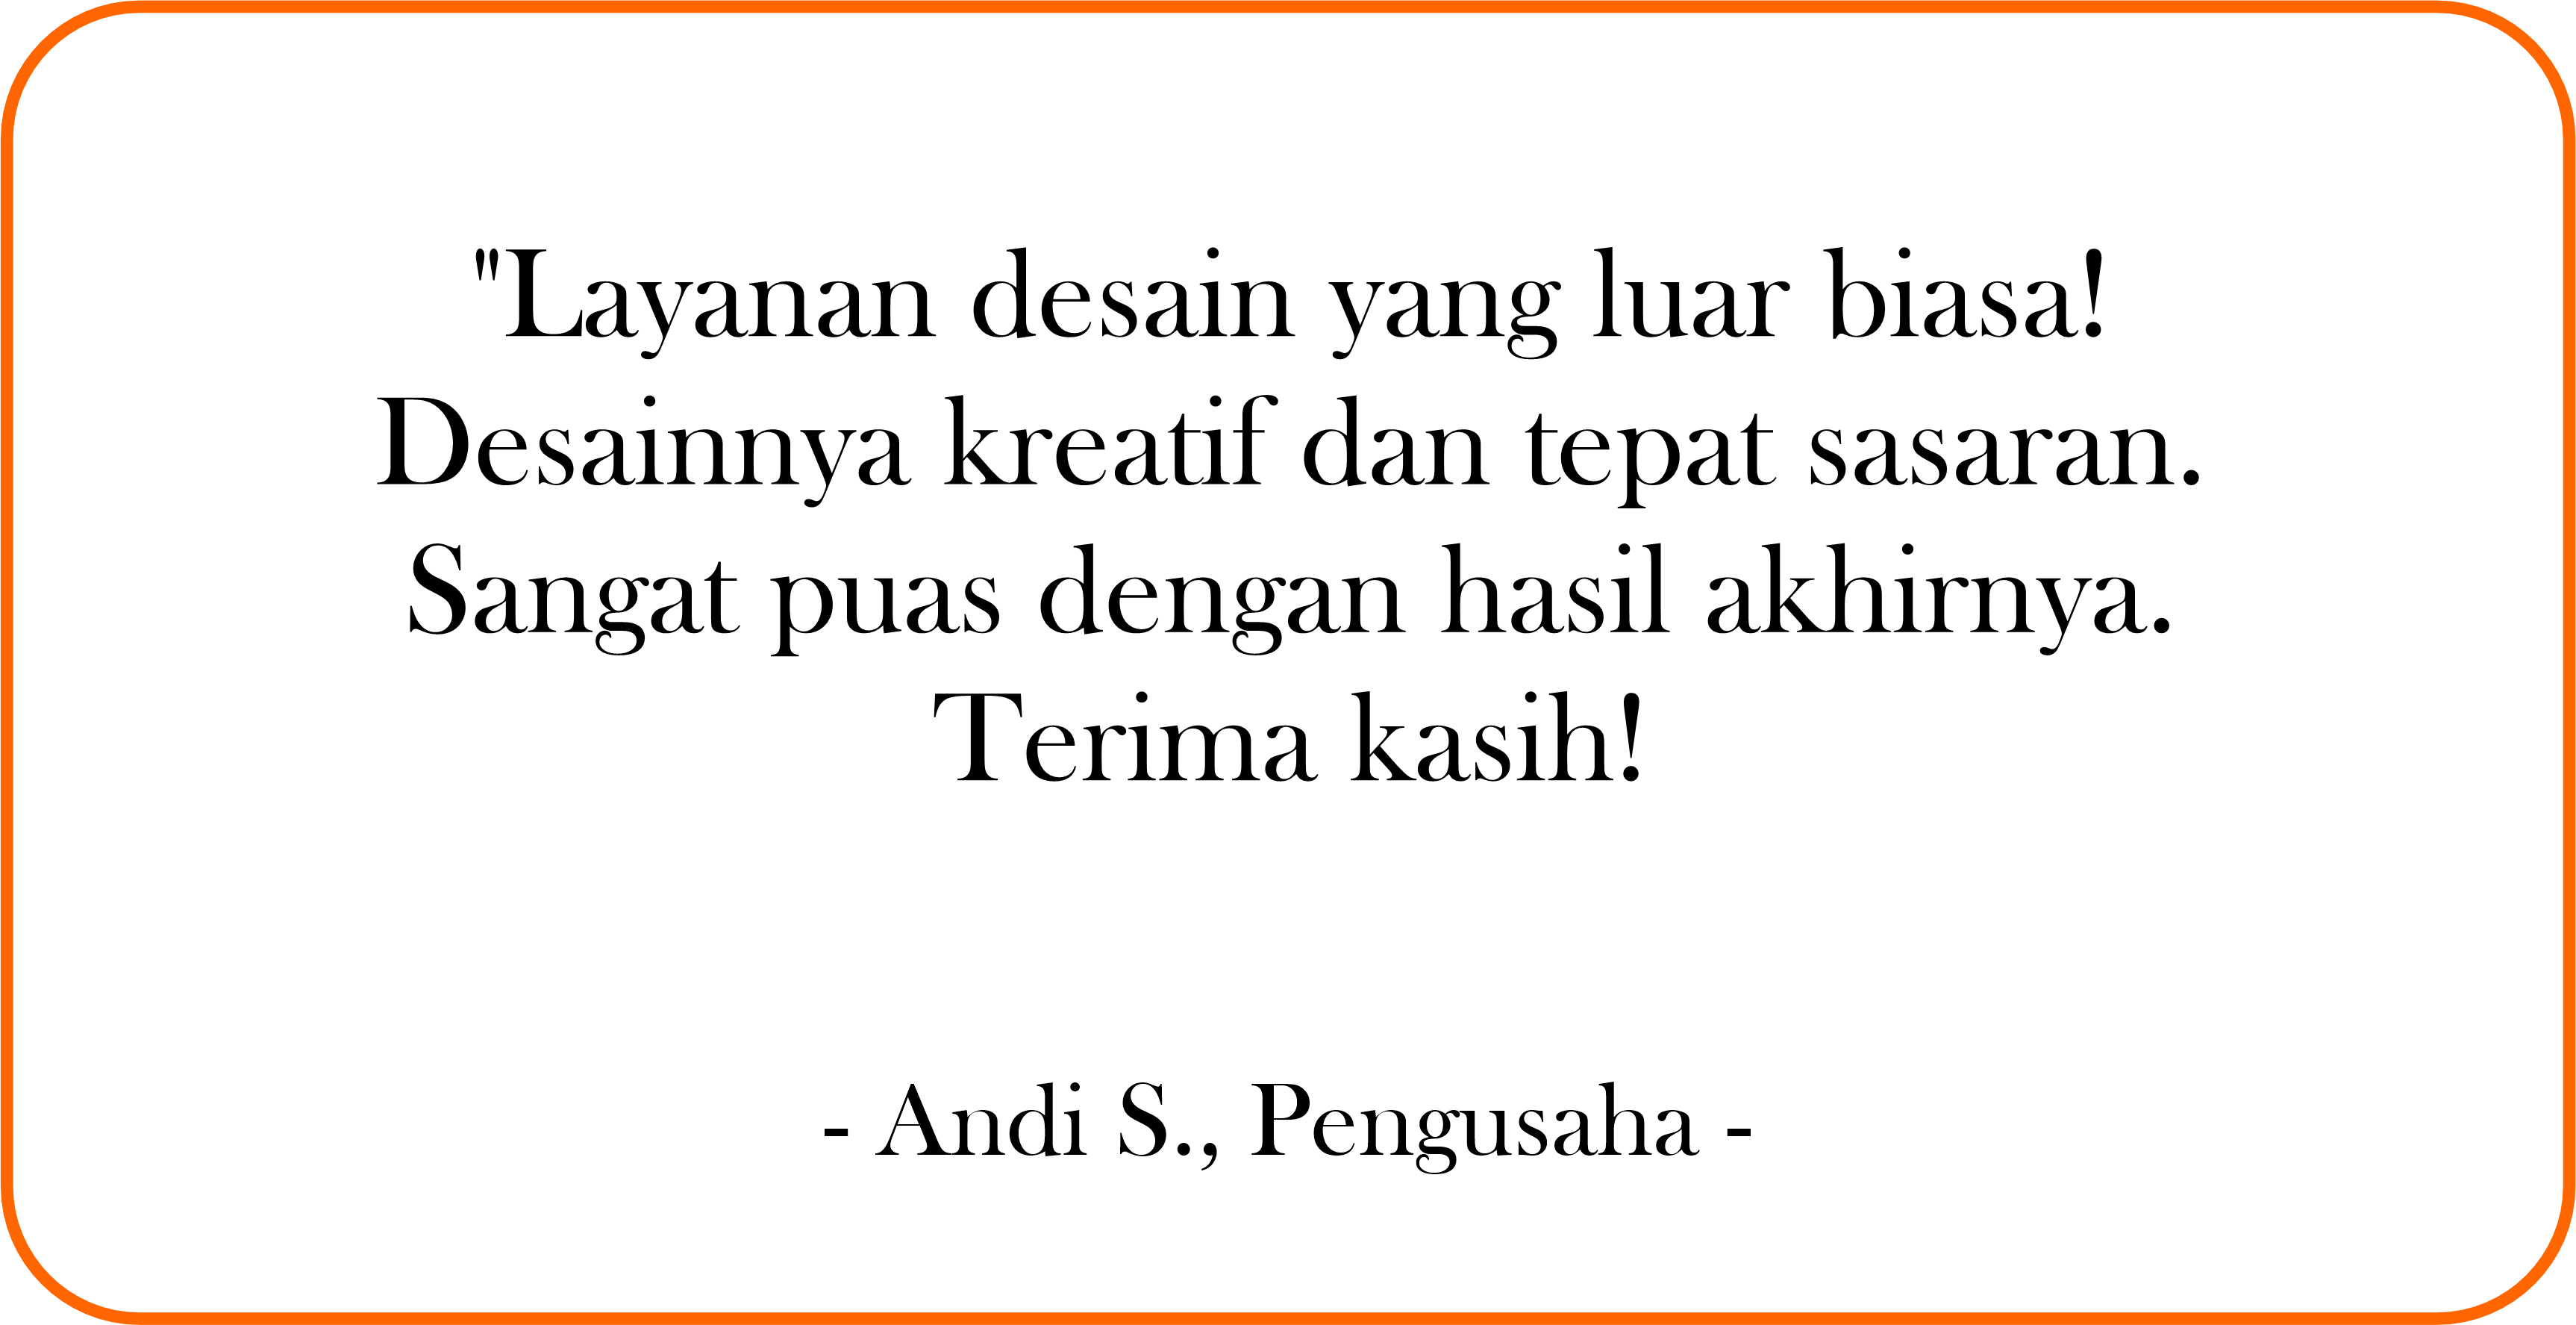 "Layanan desain yang luar biasa!
Desainnya kreatif dan tepat sasaran.
Sangat puas dengan hasil akhirnya.
Terima kasih!
- Andi S., Pengusaha -